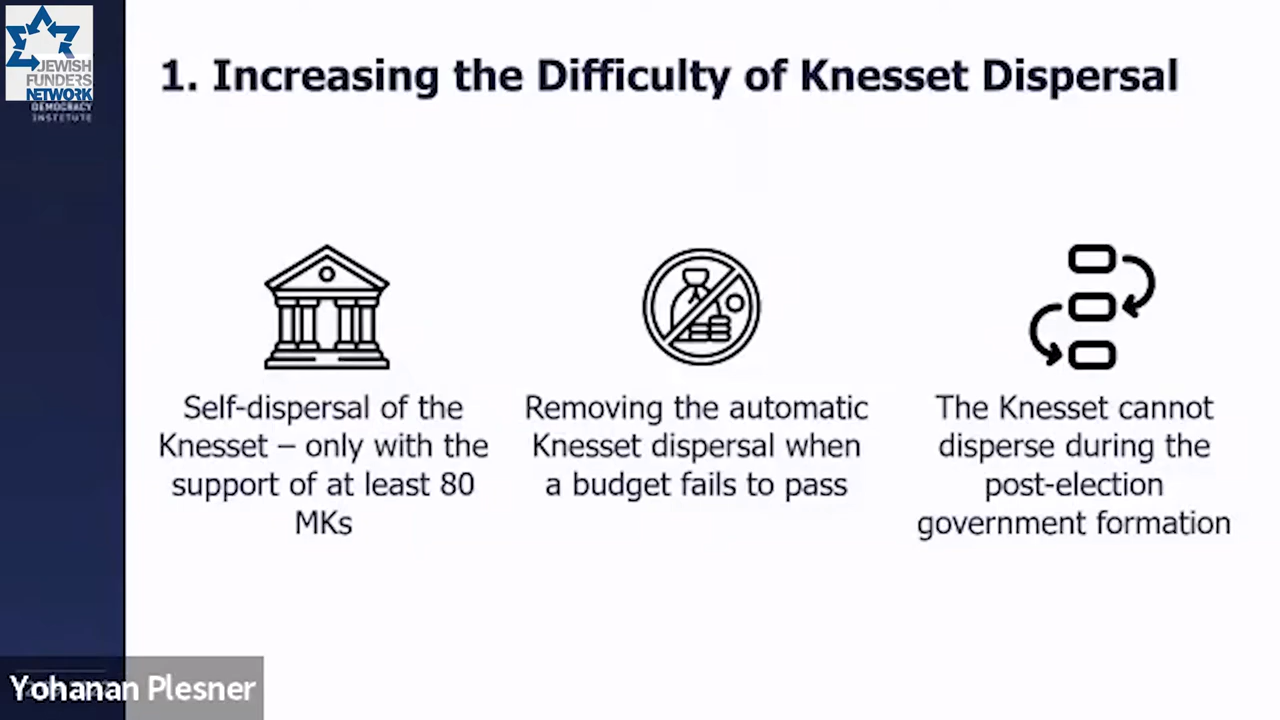 JEWISH
FUNDERS
NETWORK
DEMOCRACY
INSTITUTE
1. Increasing the Difficulty of Knesset Dispersal
Self-dispersal of the
Knesset – only with the
support of at least 80
MKs
Removing the automatic
Knesset dispersal when
a budget fails to pass
The Knesset cannot
disperse during the
post-election
government formation
Yohanan Plesner